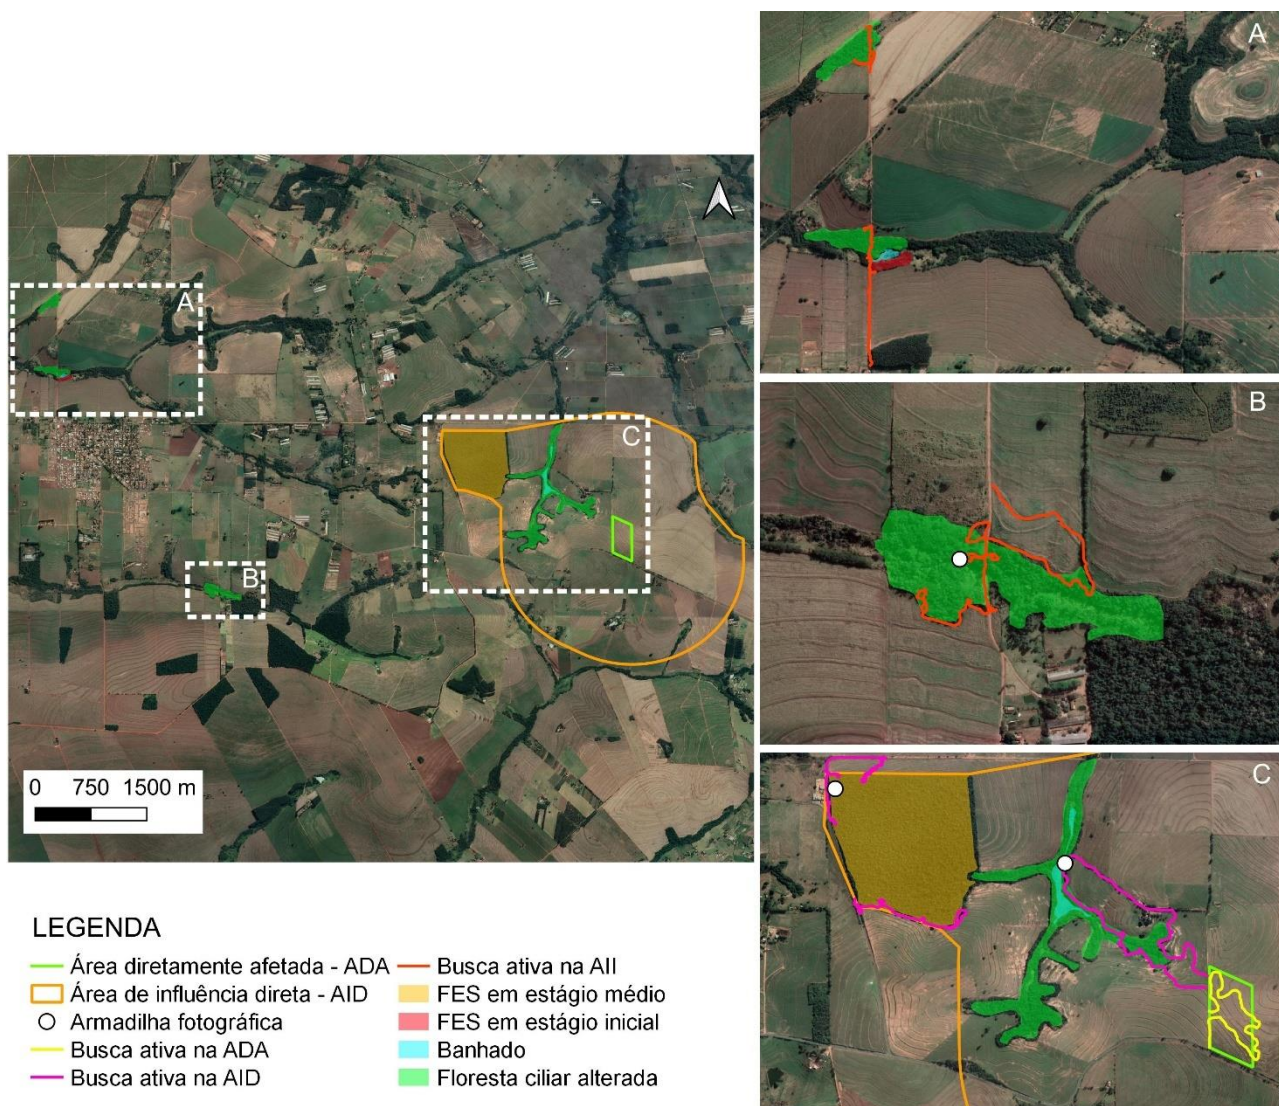 A
A
B
C
B
C
0 750 1500 m
LEGENDA
Área diretamente afetada - ADA
Área de influência direta - AID
Armadilha fotográfica
Busca ativa na ADA
Busca ativa na AID
Busca ativa na AII
FES em estágio médio
FES em estágio inicial
Banhado
Floresta ciliar alterada